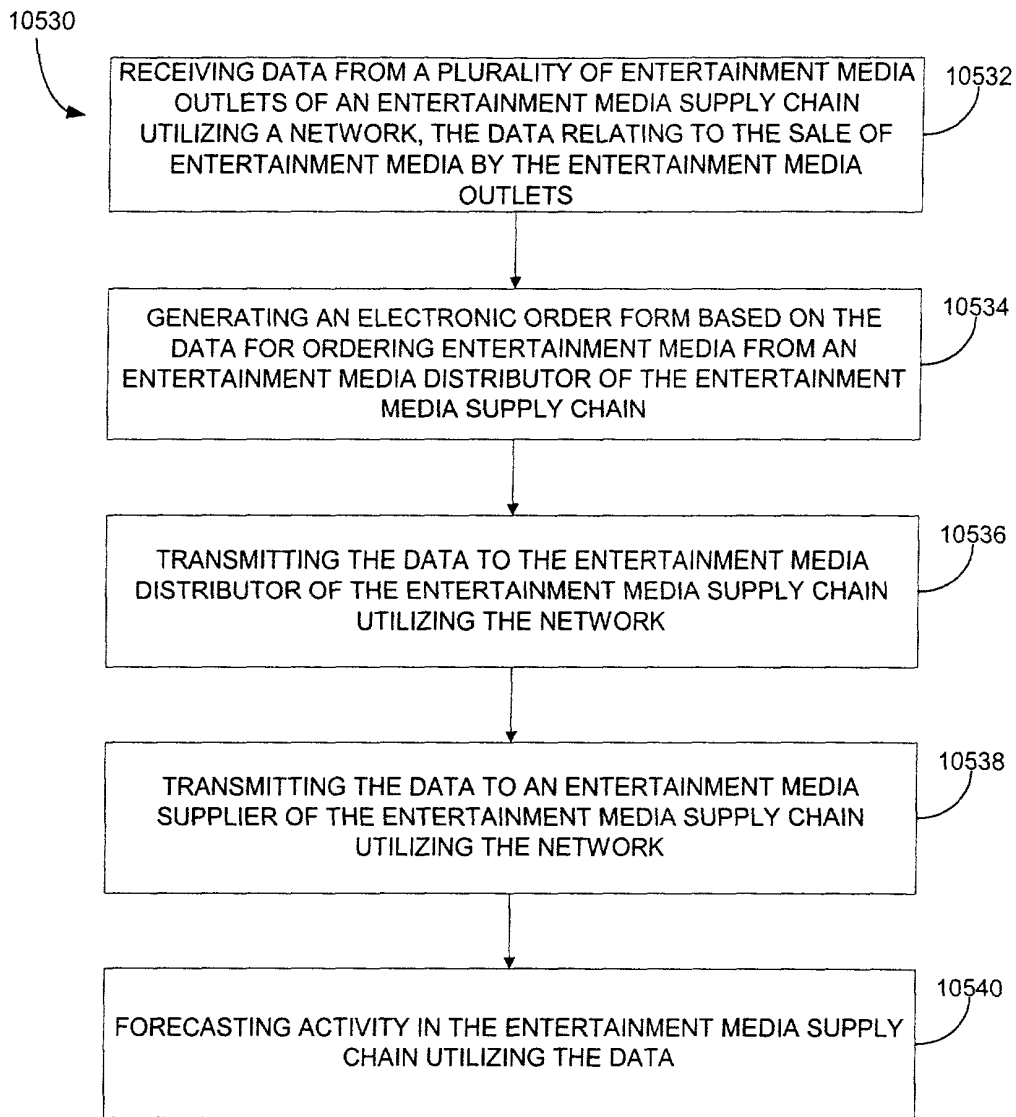 10530
RECEIVING DATA FROM A PLURALITY OF ENTERTAINMENT MEDIA
OUTLETS OF AN ENTERTAINMENT MEDIA SUPPLY CHAIN
UTILIZING A NETWORK, THE DATA RELATING TO THE SALE OF
ENTERTAINMENT MEDIA BY THE ENTERTAINMENT MEDIA
OUTLETS
10532
GENERATING AN ELECTRONIC ORDER FORM BASED ON THE
DATA FOR ORDERING ENTERTAINMENT MEDIA FROM AN
ENTERTAINMENT MEDIA DISTRIBUTOR OF THE ENTERTAINMENT
MEDIA SUPPLY CHAIN
10534
TRANSMITTING THE DATA TO THE ENTERTAINMENT MEDIA
DISTRIBUTOR OF THE ENTERTAINMENT MEDIA SUPPLY CHAIN
UTILIZING THE NETWORK
10536
TRANSMITTING THE DATA TO AN ENTERTAINMENT MEDIA
SUPPLIER OF THE ENTERTAINMENT MEDIA SUPPLY CHAIN
UTILIZING THE NETWORK
10538
FORECASTING ACTIVITY IN THE ENTERTAINMENT MEDIA SUPPLY
CHAIN UTILIZING THE DATA
10540